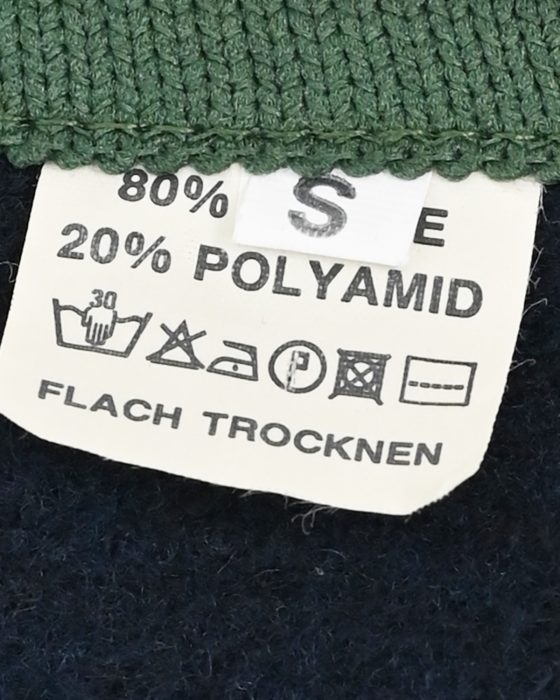 80%
S
E
20% POLYAMID
30
P
FLACH TROCKNEN